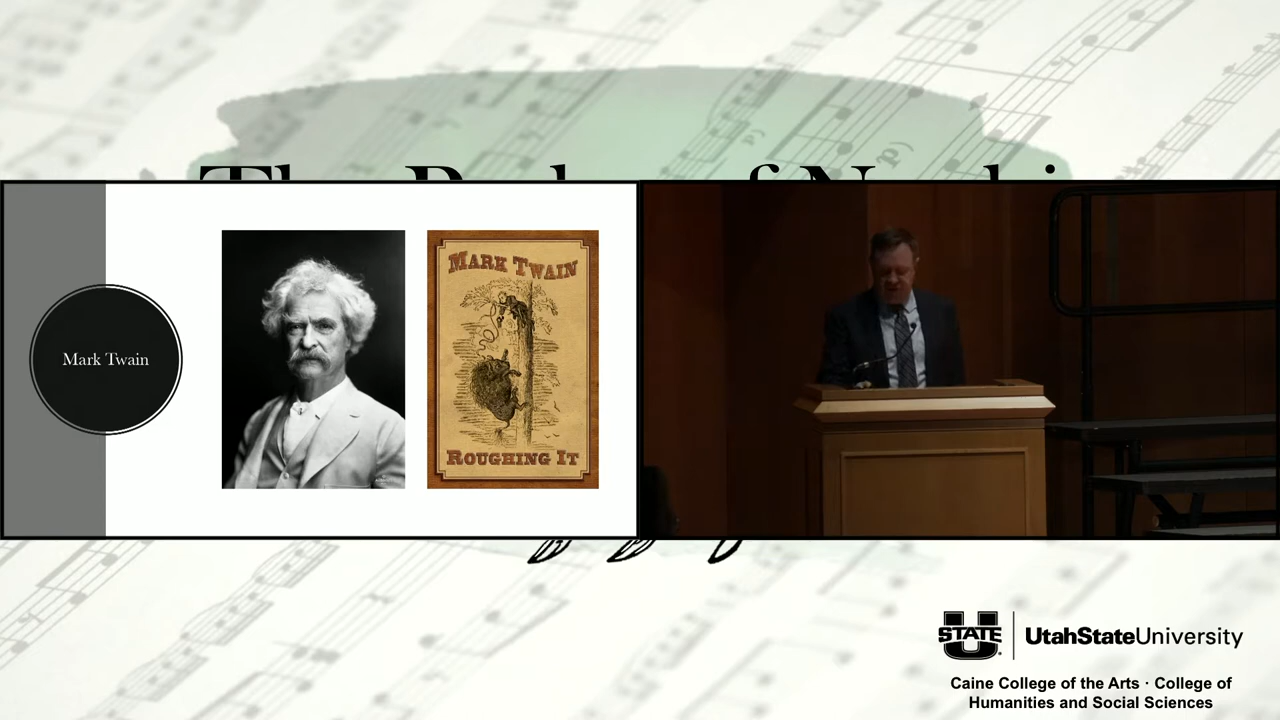 Mark Twain
MARK TWAIN
ROUGHING IT
STATE
UtahStateUniversity
Caine College of the Arts · College of
Humanities and Social Sciences